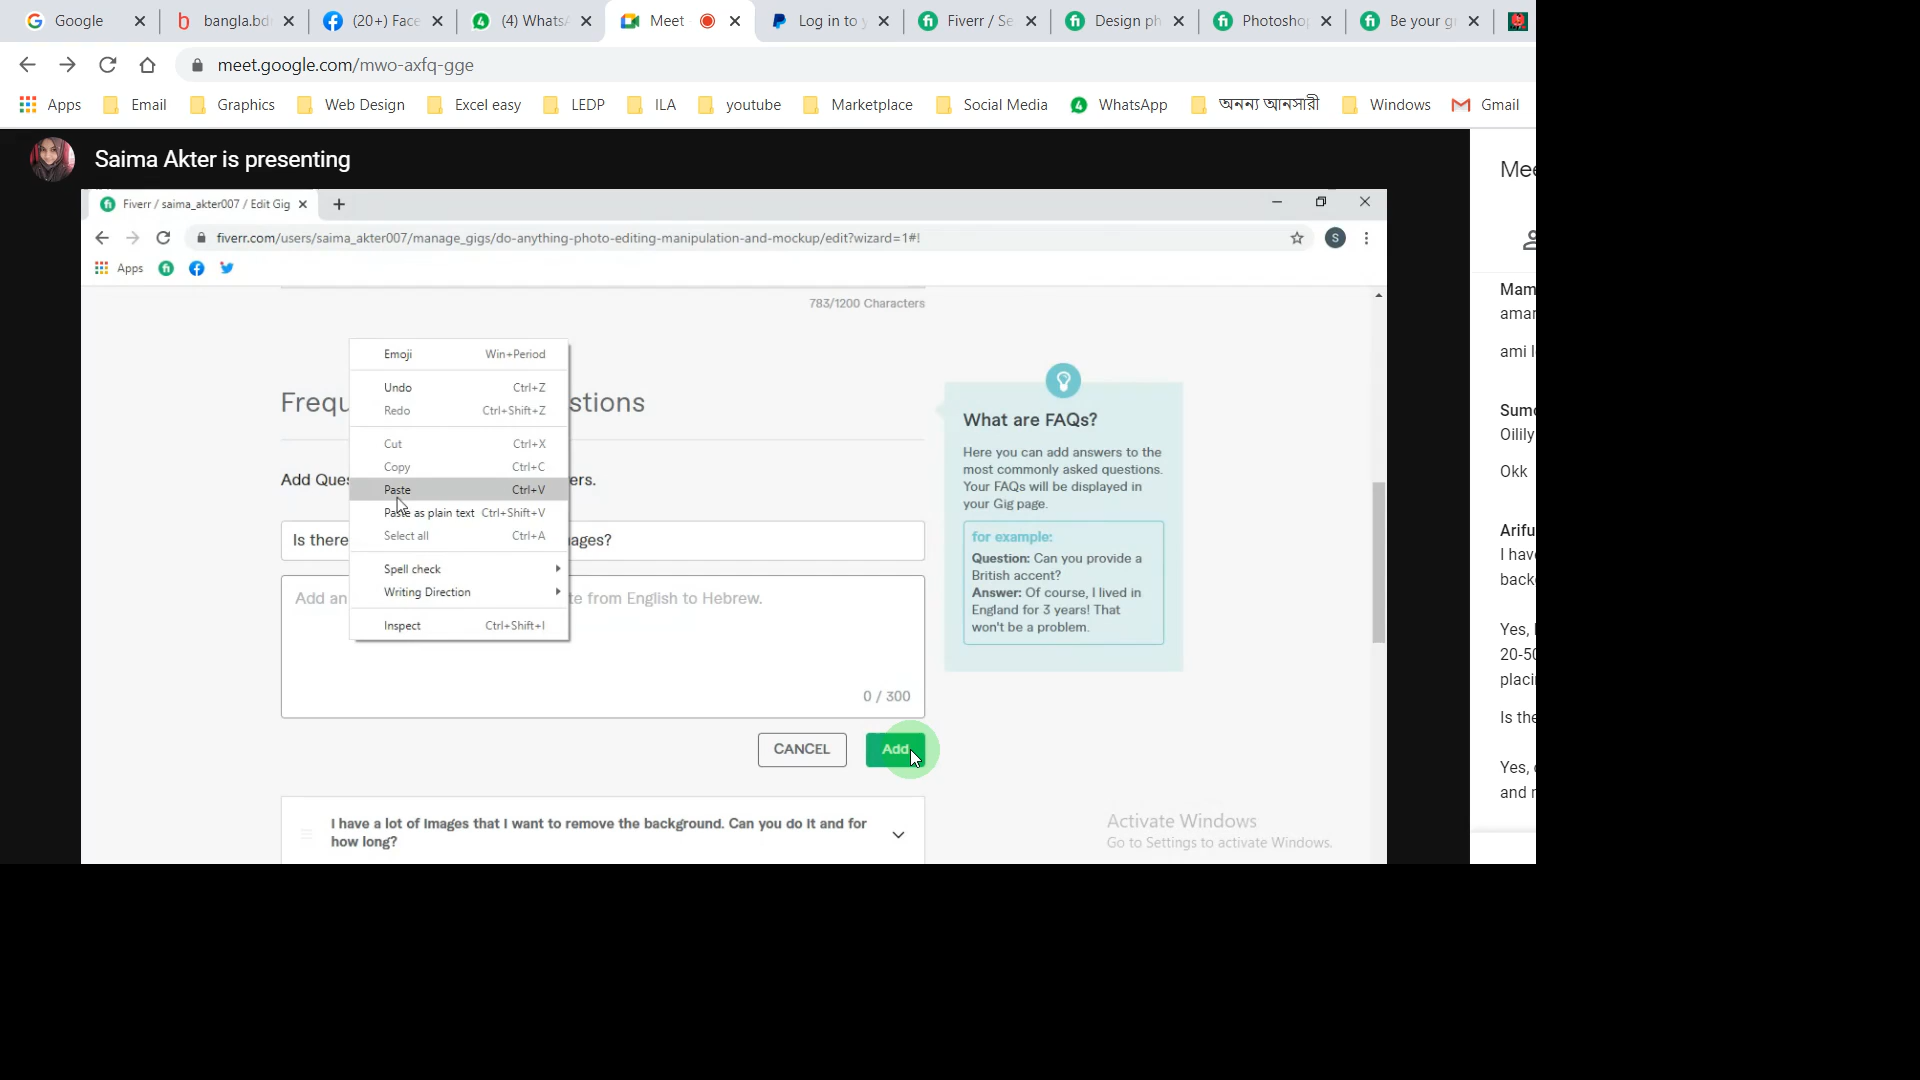 Google
bangla.bd
(20+) Face
(4) Whats
Meet
Log in to
Fiverr / Se
Design ph
Photoshop
Be your g
meet.google.com/mwo-axfq-gge
Apps
Email
Graphics
Web Design
Excel easy
LEDP
ILA
youtube
Marketplace
Social Media
WhatsApp
অনন্য আনসারী
Windows
Gmail
Saima Akter is presenting
Fiverr / saima_akter007 / Edit Gig
fiverr.com/users/saima_akter007/manage_gigs/do-anything-photo-editing-manipulation-and-mockup/edit?wizard=1#!
S
Apps
783/1200 Characters
Emoji Win+Period
Undo Ctrl+Z
Redo Ctrl+Shift+Z
Cut Ctrl+X
Copy Ctrl+C
Paste Ctrl+V
Paste as plain text Ctrl+Shift+V
Select all Ctrl+A
Spell check
Writing Direction
Inspect Ctrl+Shift+I
Frequ stions
Add Ques ers.
Is there ages?
Add an te from English to Hebrew.
0 / 300
CANCEL
Add
I have a lot of Images that I want to remove the background. Can you do it and for
how long?
What are FAQs?
Here you can add answers to the
most commonly asked questions.
Your FAQs will be displayed in
your Gig page.
for example:
Question: Can you provide a
British accent?
Answer: Of course, I lived in
England for 3 years! That
won't be a problem.
Activate Windows
Go to Settings to activate Windows.
Mee
Mam
amar
ami l
Sumo
Oilily
Okk
Arifu
I hav
back
Yes,
20-50
placi
Is the
Yes,
and r